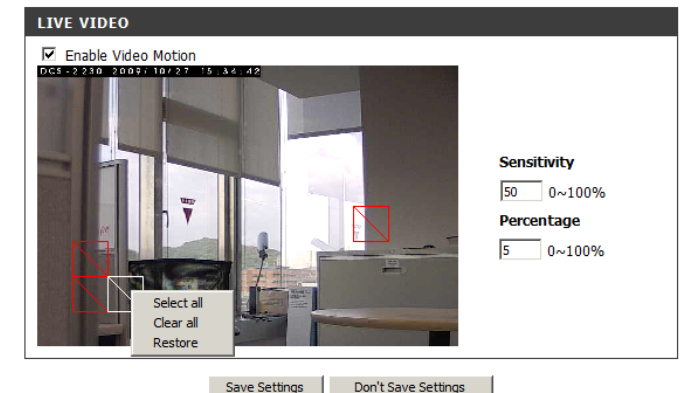 LIVE VIDEO
Enable Video Motion
DCS-2230 2009/10/27 15:34:42
Sensitivity
50 0~100%
Percentage
5 0~100%
Select all
Clear all
Restore
Save Settings Don't Save Settings